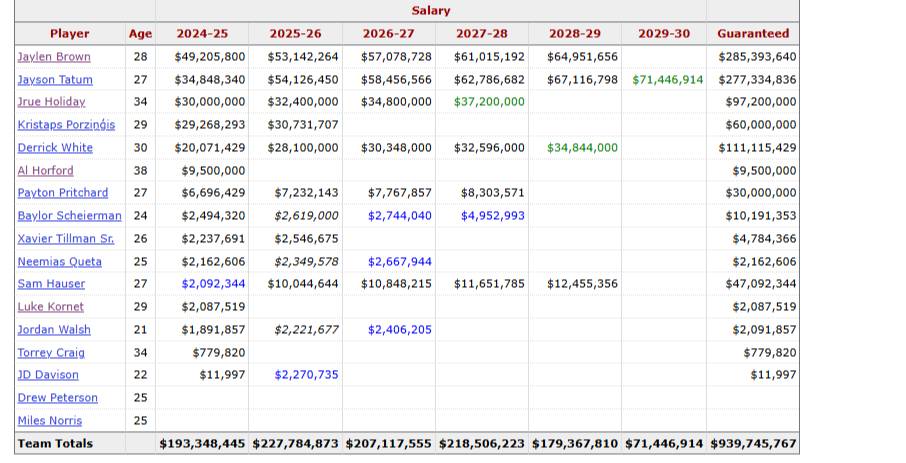 Salary
Player Age 2024-25 2025-26 2026-27 2027-28 2028-29 2029-30 Guaranteed
Jaylen Brown 28 $49,205,800 $53,142,264 $57,078,728 $61,015,192 $64,951,656 $285,393,640
Jayson Tatum 27 $34,848,340 $54,126,450 $58,456,566 $62,786,682 $67,116,798 $71,446,914 $277,334,836
Jrue Holiday 34 $30,000,000 $32,400,000 $34,800,000 $37,200,000 $97,200,000
Kristaps Porziņģis 29 $29,268,293 $30,731,707 $60,000,000
Derrick White 30 $20,071,429 $28,100,000 $30,348,000 $32,596,000 $34,844,000 $111,115,429
Al Horford 38 $9,500,000 $9,500,000
Payton Pritchard 27 $6,696,429 $7,232,143 $7,767,857 $8,303,571 $30,000,000
Baylor Scheierman 24 $2,494,320 $2,619,000 $2,744,040 $4,952,993 $10,191,353
Xavier Tillman Sr. 26 $2,237,691 $2,546,675 $4,784,366
Neemias Queta 25 $2,162,606 $2,349,578 $2,667,944 $2,162,606
Sam Hauser 27 $2,092,344 $10,044,644 $10,848,215 $11,651,785 $12,455,356 $47,092,344
Luke Kornet 29 $2,087,519 $2,087,519
Jordan Walsh 21 $1,891,857 $2,221,677 $2,406,205 $2,091,857
Torrey Craig 34 $779,820 $779,820
JD Davison 22 $11,997 $2,270,735 $11,997
Drew Peterson 25
Miles Norris 25
Team Totals $193,348,445 $227,784,873 $207,117,555 $218,506,223 $179,367,810 $71,446,914 $939,745,767